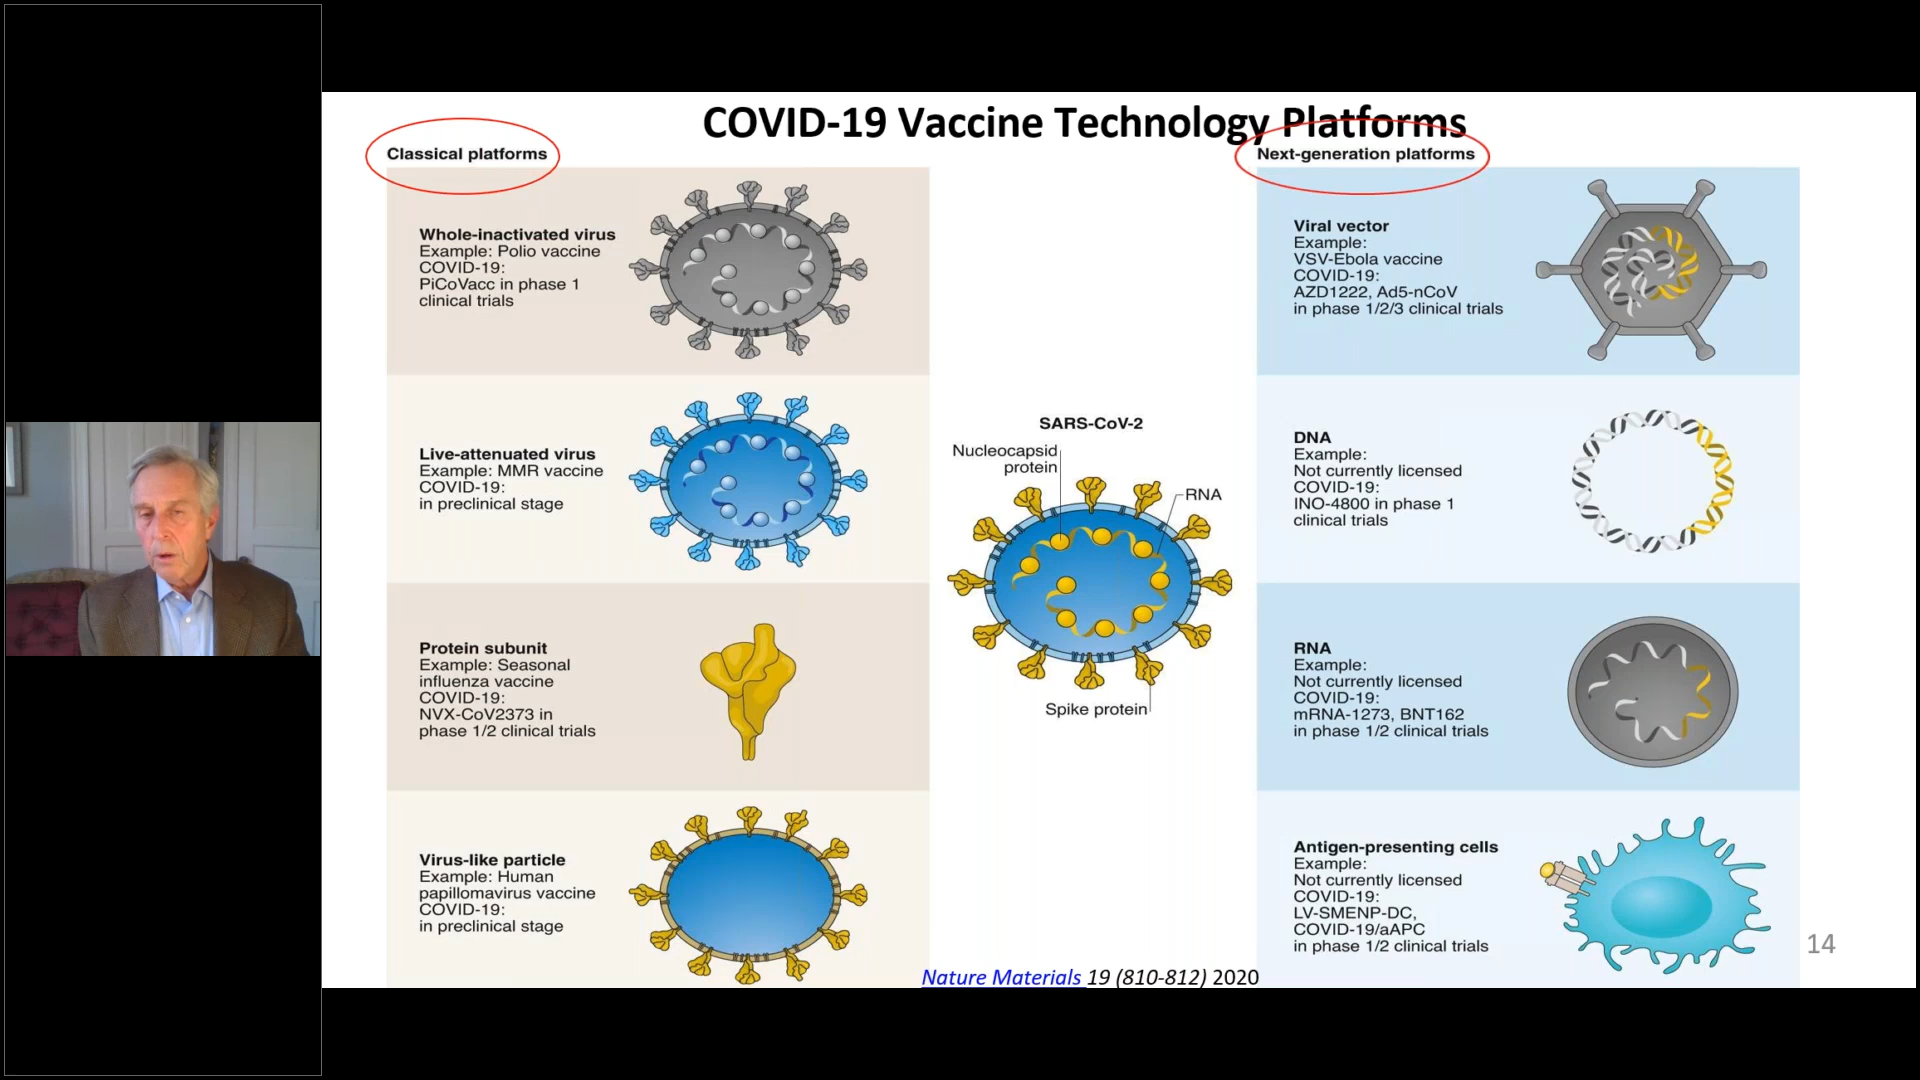 COVID-19 Vaccine Technology Platforms
Classical platforms
Whole-inactivated virus
Example: Polio vaccine
COVID-19:
PiCoVacc in phase 1
clinical trials
Live-attenuated virus
Example: MMR vaccine
COVID-19:
in preclinical stage
Protein subunit
Example: Seasonal
influenza vaccine
COVID-19:
NVX-CoV2373 in
phase 1/2 clinical trials
Virus-like particle
Example: Human
papillomavirus vaccine
COVID-19:
in preclinical stage
SARS-CoV-2
Nucleocapsid
protein
RNA
Spike protein
Next-generation platforms
Viral vector
Example:
VSV-Ebola vaccine
COVID-19:
AZD1222, Ad5-nCoV
in phase 1/2/3 clinical trials
DNA
Example:
Not currently licensed
COVID-19:
INO-4800 in phase 1
clinical trials
RNA
Example:
Not currently licensed
COVID-19:
mRNA-1273, BNT162
in phase 1/2 clinical trials
Antigen-presenting cells
Example:
Not currently licensed
COVID-19:
LV-SMENP-DC,
COVID-19/aAPC
in phase 1/2 clinical trials
14
Nature Materials 19 (810-812) 2020